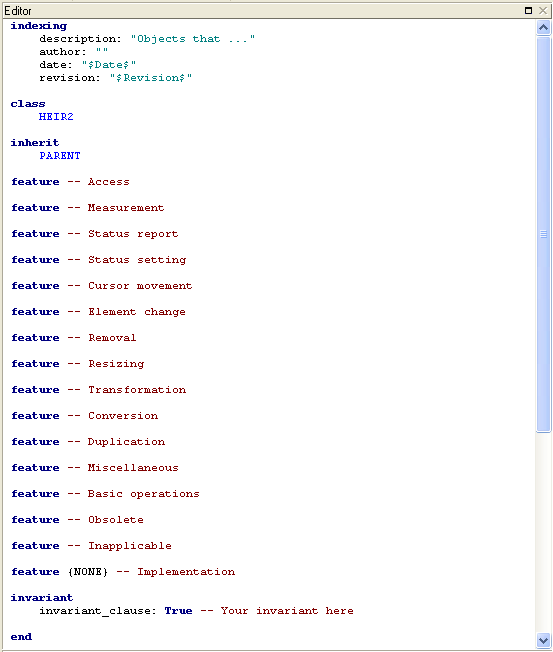 Editor
indexing
description: "Objects that ..."
author: ""
date: "$Date$"
revision: "$Revision$"
class
HEIR2
inherit
PARENT
feature -- Access
feature -- Measurement
feature -- Status report
feature -- Status setting
feature -- Cursor movement
feature -- Element change
feature -- Removal
feature -- Resizing
feature -- Transformation
feature -- Conversion
feature -- Duplication
feature -- Miscellaneous
feature -- Basic operations
feature -- Obsolete
feature -- Inapplicable
feature {NONE} -- Implementation
invariant
invariant_clause: True -- Your invariant here
end